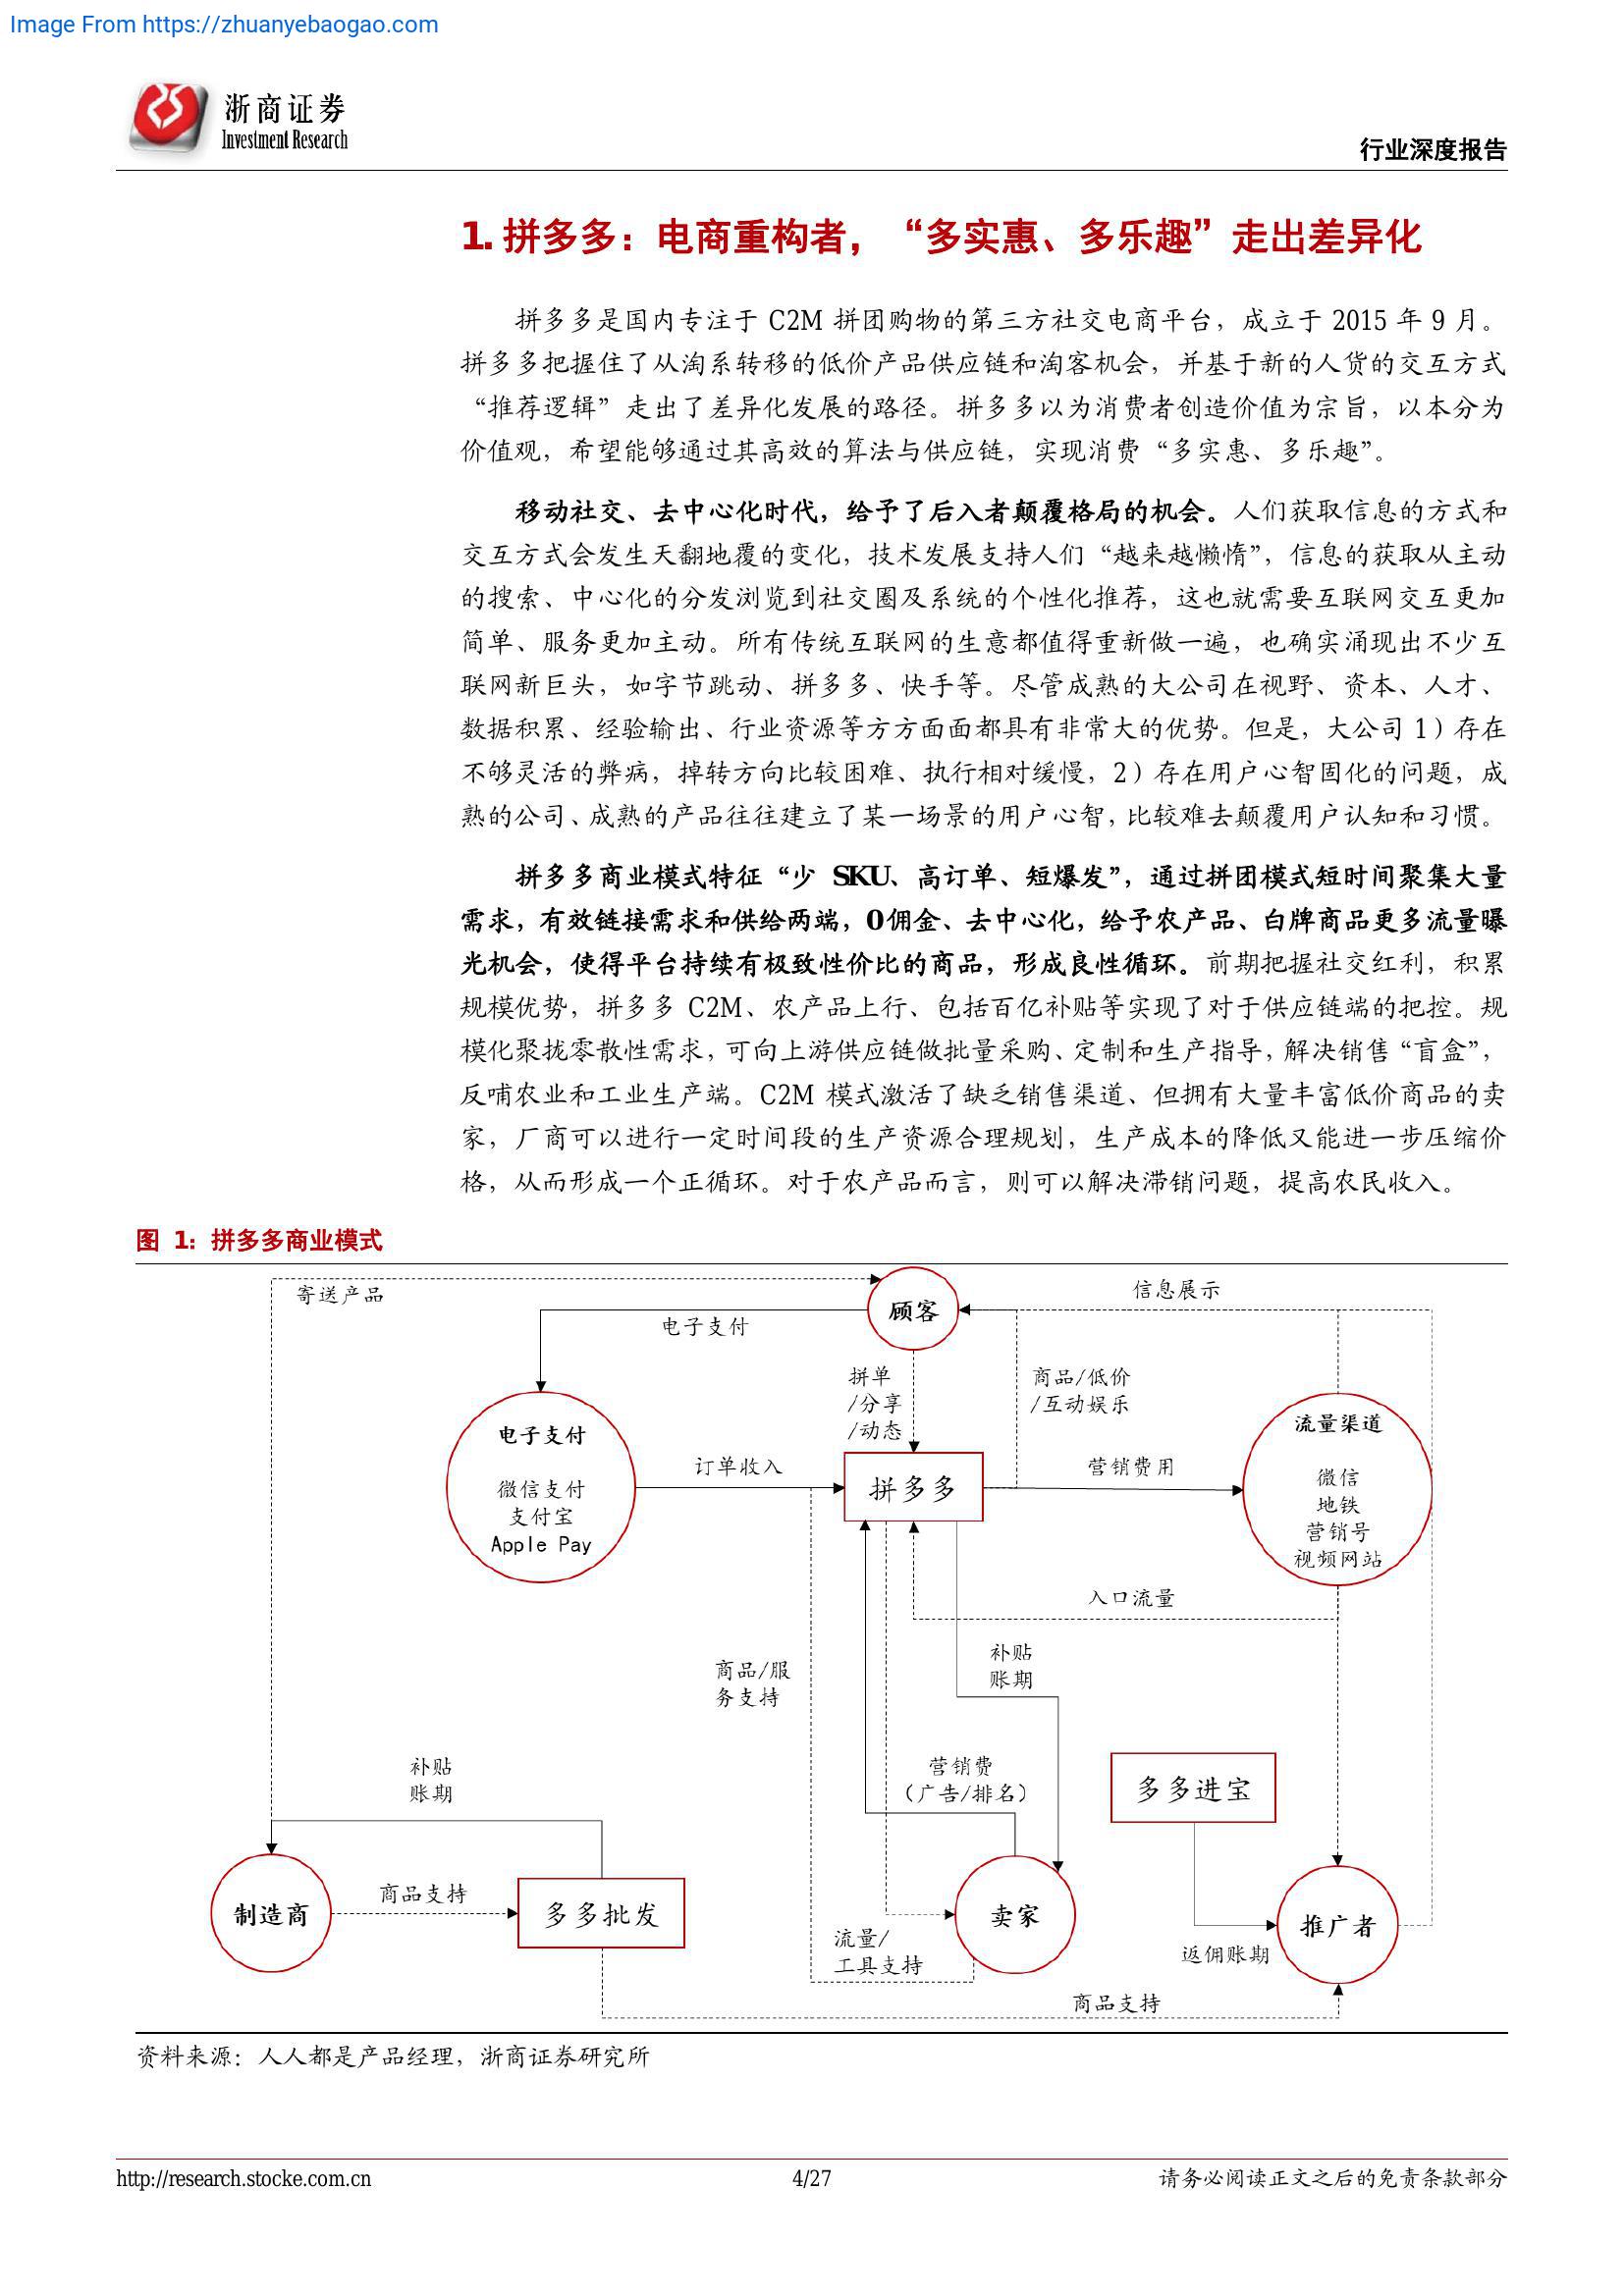 Image From https://zhuanyebaogao.com
浙商证券
Investment Research
行业深度报告
1. 拼多多：电商重构者，“多实惠、多乐趣”走出差异化
拼多多是国内专注于 C2M 拼团购物的第三方社交电商平台，成立于 2015 年 9 月。
拼多多把握住了从淘系转移的低价产品供应链和淘客机会，并基于新的人货的交互方式
“推荐逻辑”走出了差异化发展的路径。拼多多以为消费者创造价值为宗旨，以本分为
价值观，希望能够通过其高效的算法与供应链，实现消费“多实惠、多乐趣”。
移动社交、去中心化时代，给予了后入者颠覆格局的机会。人们获取信息的方式和
交互方式会发生天翻地覆的变化，技术发展支持人们“越来越懒惰”，信息的获取从主动
的搜索、中心化的分发浏览到社交圈及系统的个性化推荐，这也就需要互联网交互更加
简单、服务更加主动。所有传统互联网的生意都值得重新做一遍，也确实涌现出不少互
联网新巨头，如字节跳动、拼多多、快手等。尽管成熟的大公司在视野、资本、人才、
数据积累、经验输出、行业资源等方方面面都具有非常大的优势。但是，大公司 1）存在
不够灵活的弊病，掉转方向比较困难、执行相对缓慢，2）存在用户心智固化的问题，成
熟的公司、成熟的产品往往建立了某一场景的用户心智，比较难去颠覆用户认知和习惯。
拼多多商业模式特征“少 SKU、高订单、短爆发”，通过拼团模式短时间聚集大量
需求，有效链接需求和供给两端，0佣金、去中心化，给予农产品、白牌商品更多流量曝
光机会，使得平台持续有极致性价比的商品，形成良性循环。前期把握社交红利，积累
规模优势，拼多多 C2M、农产品上行、包括百亿补贴等实现了对于供应链端的把控。规
模化聚拢零散性需求，可向上游供应链做批量采购、定制和生产指导，解决销售“盲盒”，
反哺农业和工业生产端。C2M 模式激活了缺乏销售渠道、但拥有大量丰富低价商品的卖
家，厂商可以进行一定时间段的生产资源合理规划，生产成本的降低又能进一步压缩价
格，从而形成一个正循环。对于农产品而言，则可以解决滞销问题，提高农民收入。
图 1：拼多多商业模式
寄送产品
顾客
信息展示
电子支付
拼单
/分享
/动态
商品/低价
/互动娱乐
电子支付
微信支付
支付宝
Apple Pay
订单收入
拼多多
营销费用
流量渠道
微信
地铁
营销号
视频网站
入口流量
商品/服
务支持
补贴
账期
补贴
账期
营销费
（广告/排名）
多多进宝
制造商
商品支持
多多批发
卖家
推广者
流量/
工具支持
返佣账期
商品支持
资料来源：人人都是产品经理，浙商证券研究所
http://research.stocke.com.cn
4/27
请务必阅读正文之后的免责条款部分